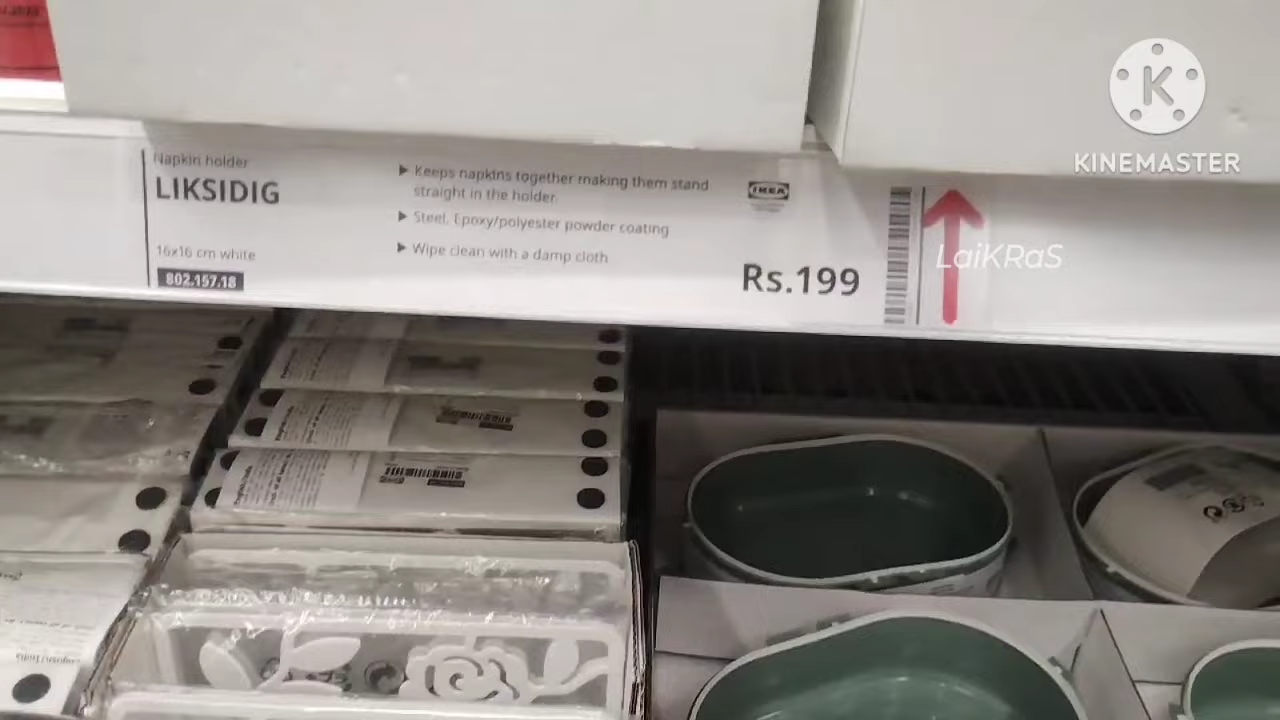 K
KINEMASTER
Napkin holder
LIKSIDIG
16x16 cm white
802.157.18
Keeps napkins together making them stand
straight in the holder.
Steel, Epoxy/polyester powder coating
Wipe clean with a damp cloth
IKEA
Rs.199
LaiKRaS